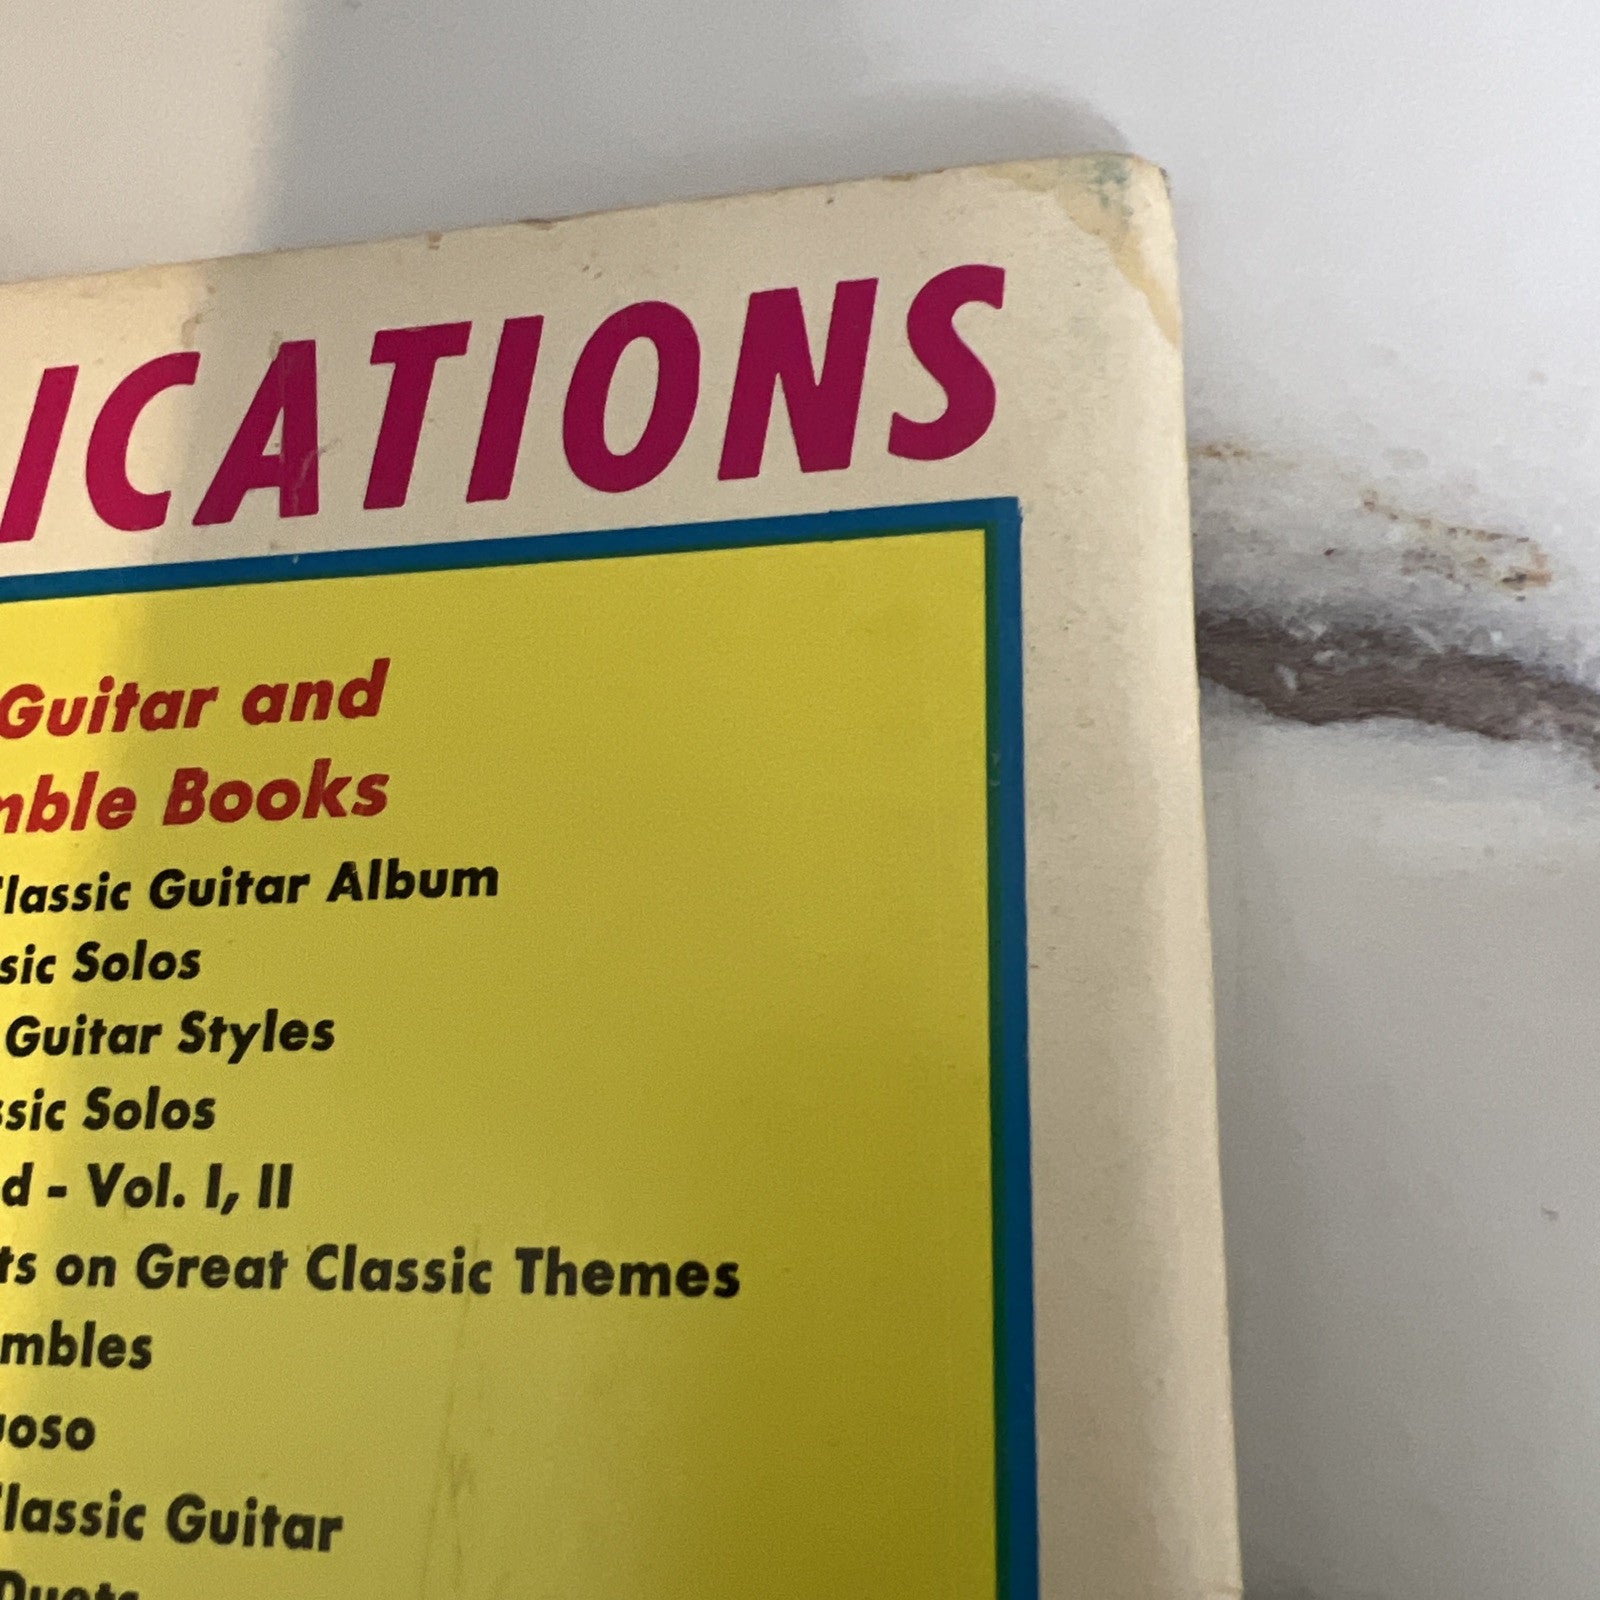 ICATIONS
Guitar and
mble Books
Classic Guitar Album
sic Solos
Guitar Styles
ssic Solos
d - Vol. I, II
ts on Great Classic Themes
mbles
uoso
Classic Guitar
Duets